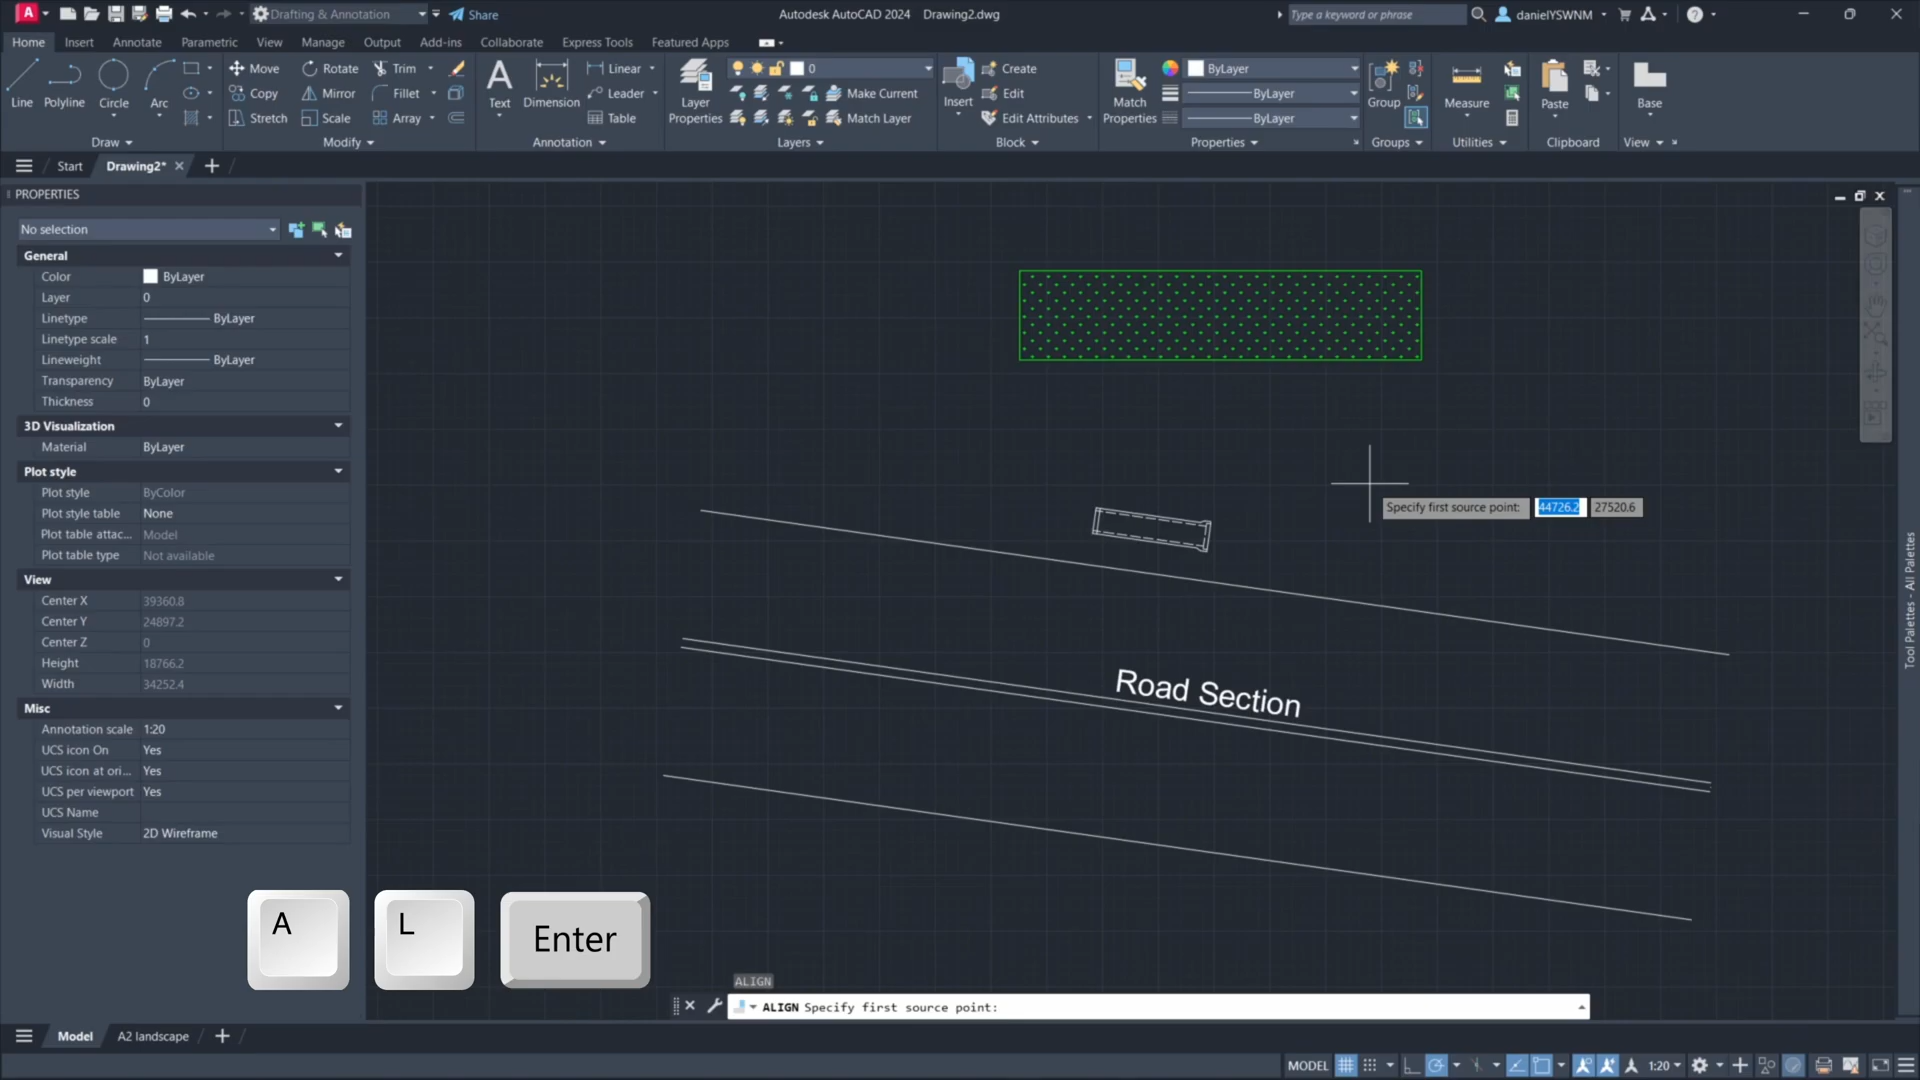 A Drafting & Annotation Share Autodesk AutoCAD 2024 Drawing2.dwg Type a keyword or phrase danielYSWNM
Home Insert Annotate Parametric View Manage Output Add-ins Collaborate Express Tools Featured Apps
Line Polyline Circle Arc
Move Rotate Trim
Copy Mirror Fillet
Stretch Scale Array
Text Dimension
Linear
Leader
Table
Layer Properties
0
Make Current
Match Layer
Insert
Create
Edit
Edit Attributes
Match Properties
ByLayer
ByLayer
ByLayer
Group
Measure
Paste
Base
Draw Modify Annotation Layers Block Properties Groups Utilities Clipboard View
Start Drawing2*
PROPERTIES
No selection
General
Color ByLayer
Layer 0
Linetype ByLayer
Linetype scale 1
Lineweight ByLayer
Transparency ByLayer
Thickness 0
3D Visualization
Material ByLayer
Plot style
Plot style ByColor
Plot style table None
Plot table attac... Model
Plot table type Not available
View
Center X 39360.8
Center Y 24897.2
Center Z 0
Height 18766.2
Width 34252.4
Misc
Annotation scale 1:20
UCS icon On Yes
UCS icon at ori... Yes
UCS per viewport Yes
UCS Name
Visual Style 2D Wireframe
Specify first source point: 44726.2 27520.6
Road Section
Tool Palettes - All Palettes
A L Enter
ALIGN
ALIGN Specify first source point:
Model A2 landscape
MODEL 1:20